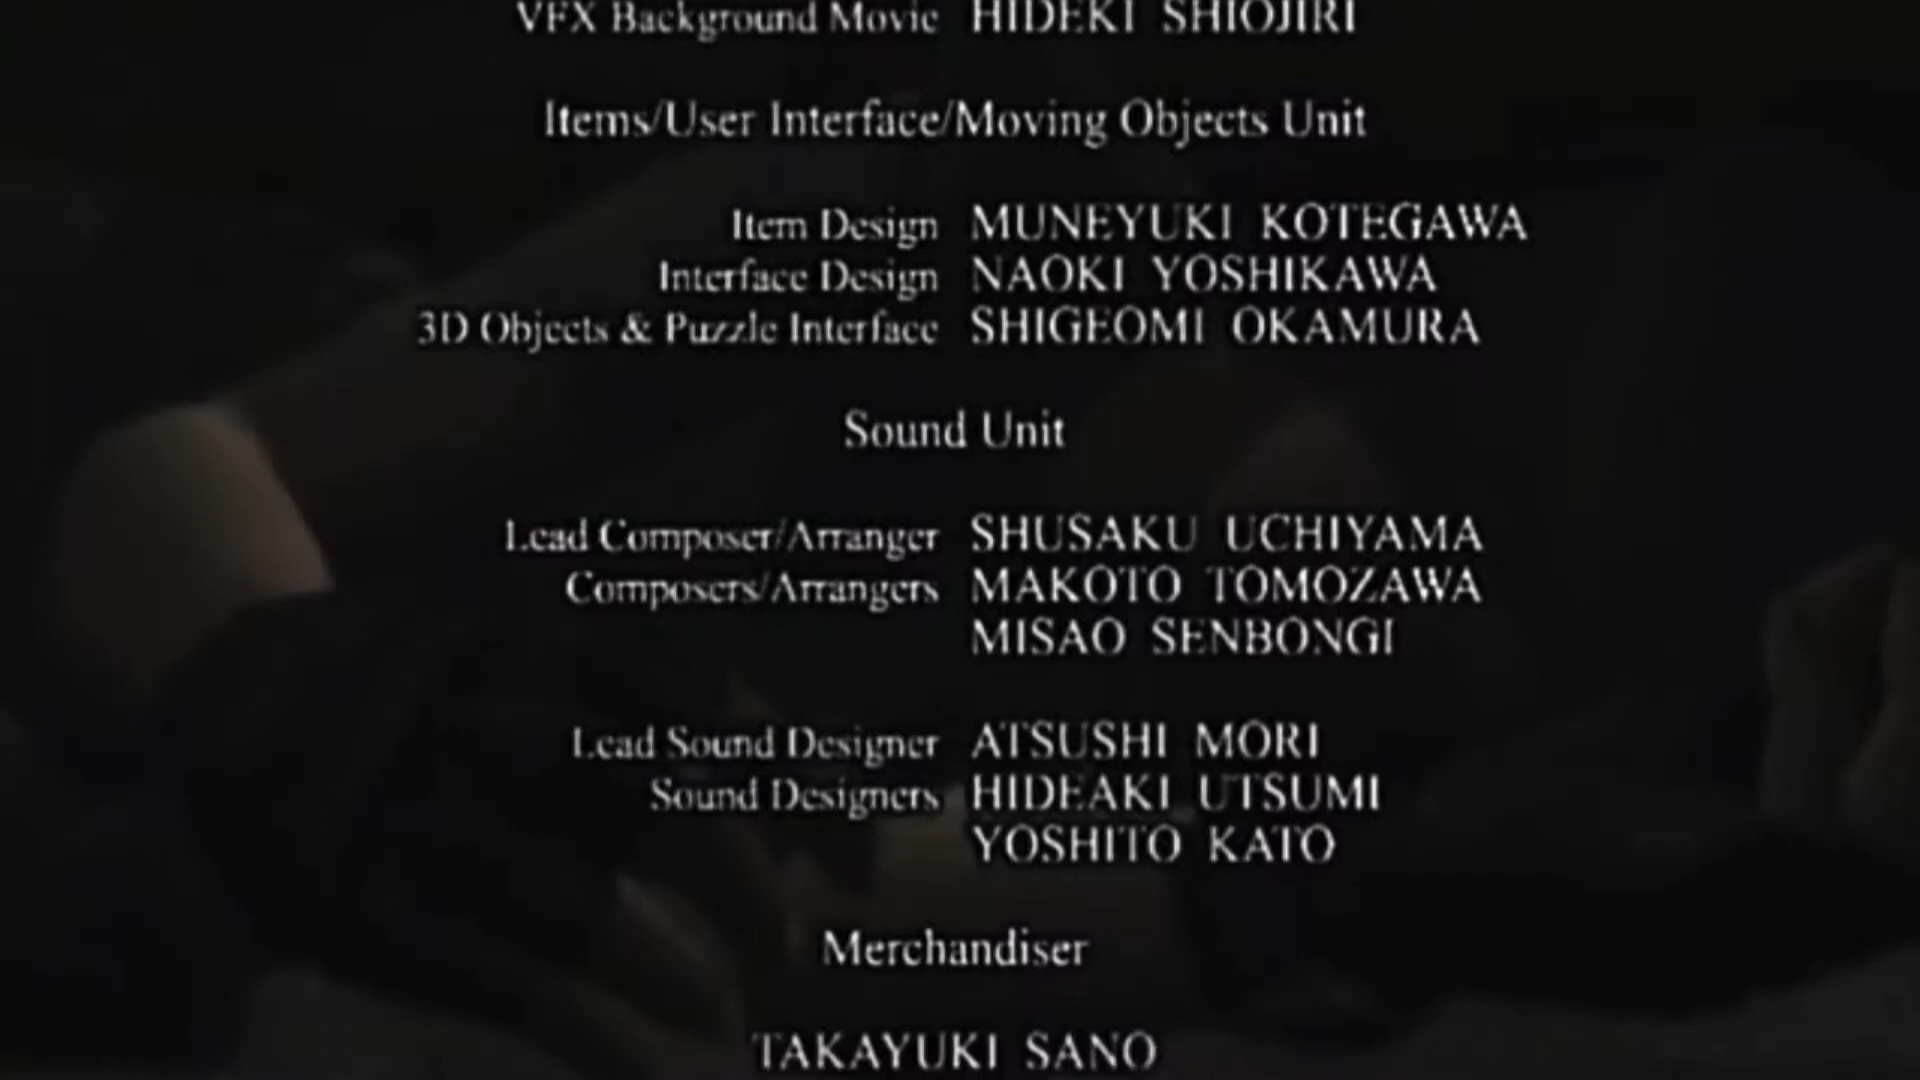 VFX Background Movie HIDEKI SHIOJIRI
Items/User Interface/Moving Objects Unit
Item Design MUNEYUKI KOTEGAWA
Interface Design NAOKI YOSHIKAWA
3D Objects & Puzzle Interface SHIGEOMI OKAMURA
Sound Unit
Lead Composer/Arranger SHUSAKU UCHIYAMA
Composers/Arrangers MAKOTO TOMOZAWA
MISAO SENBONGI
Lead Sound Designer ATSUSHI MORI
Sound Designers HIDEAKI UTSUMI
YOSHITO KATO
Merchandiser
TAKAYUKI SANO